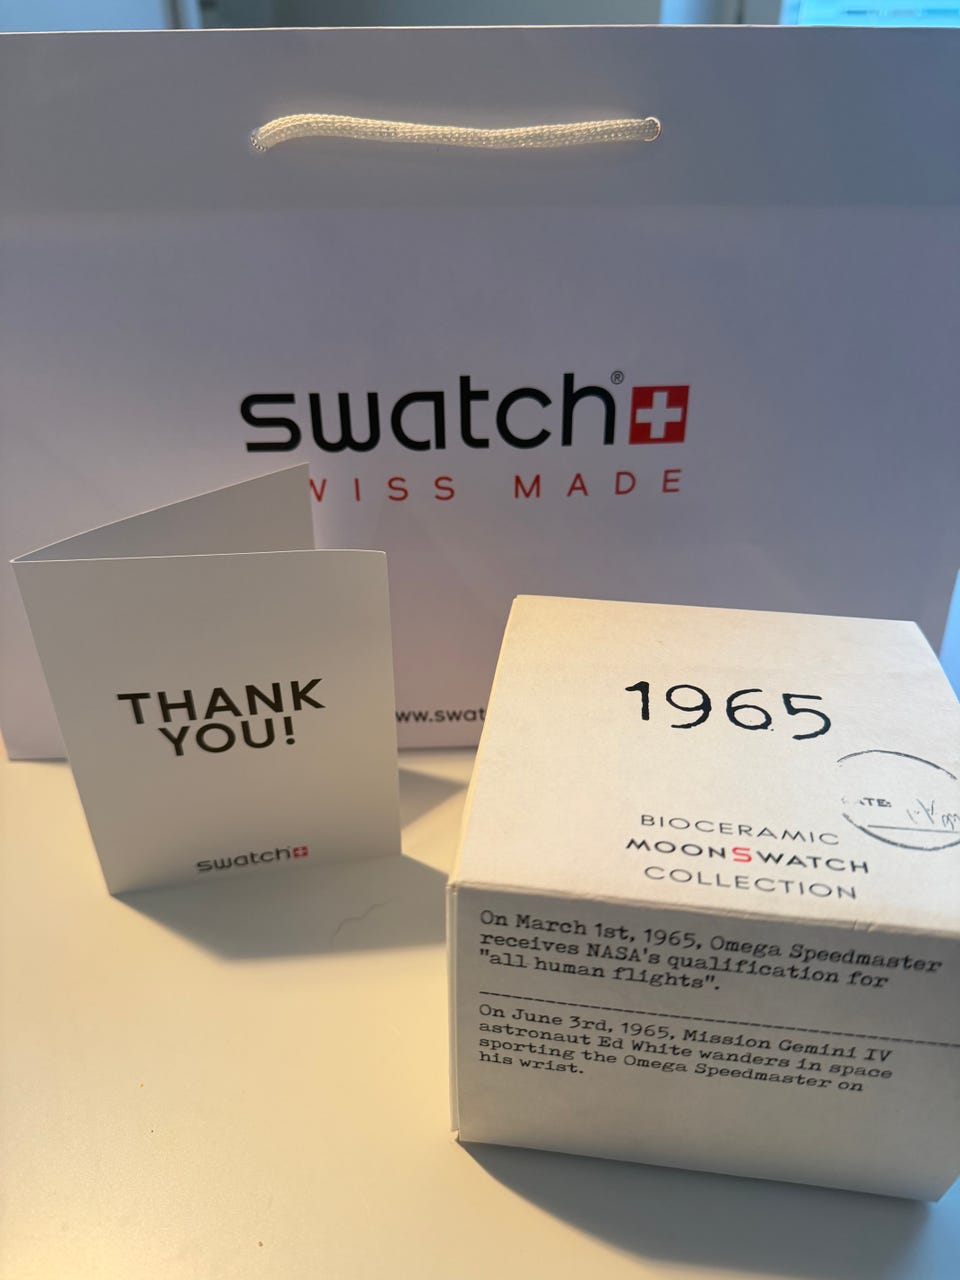 swatch®
WISS MADE
THANK
YOU!
swatch
ww.swat
1965
ATE:
BIOCERAMIC
MOONSWATCH
COLLECTION
On March 1st, 1965, Omega Speedmaster
receives NASA's qualification for
"all human flights".
On June 3rd, 1965, Mission Gemini IV
astronaut Ed White wanders in space
sporting the Omega Speedmaster on
his wrist.